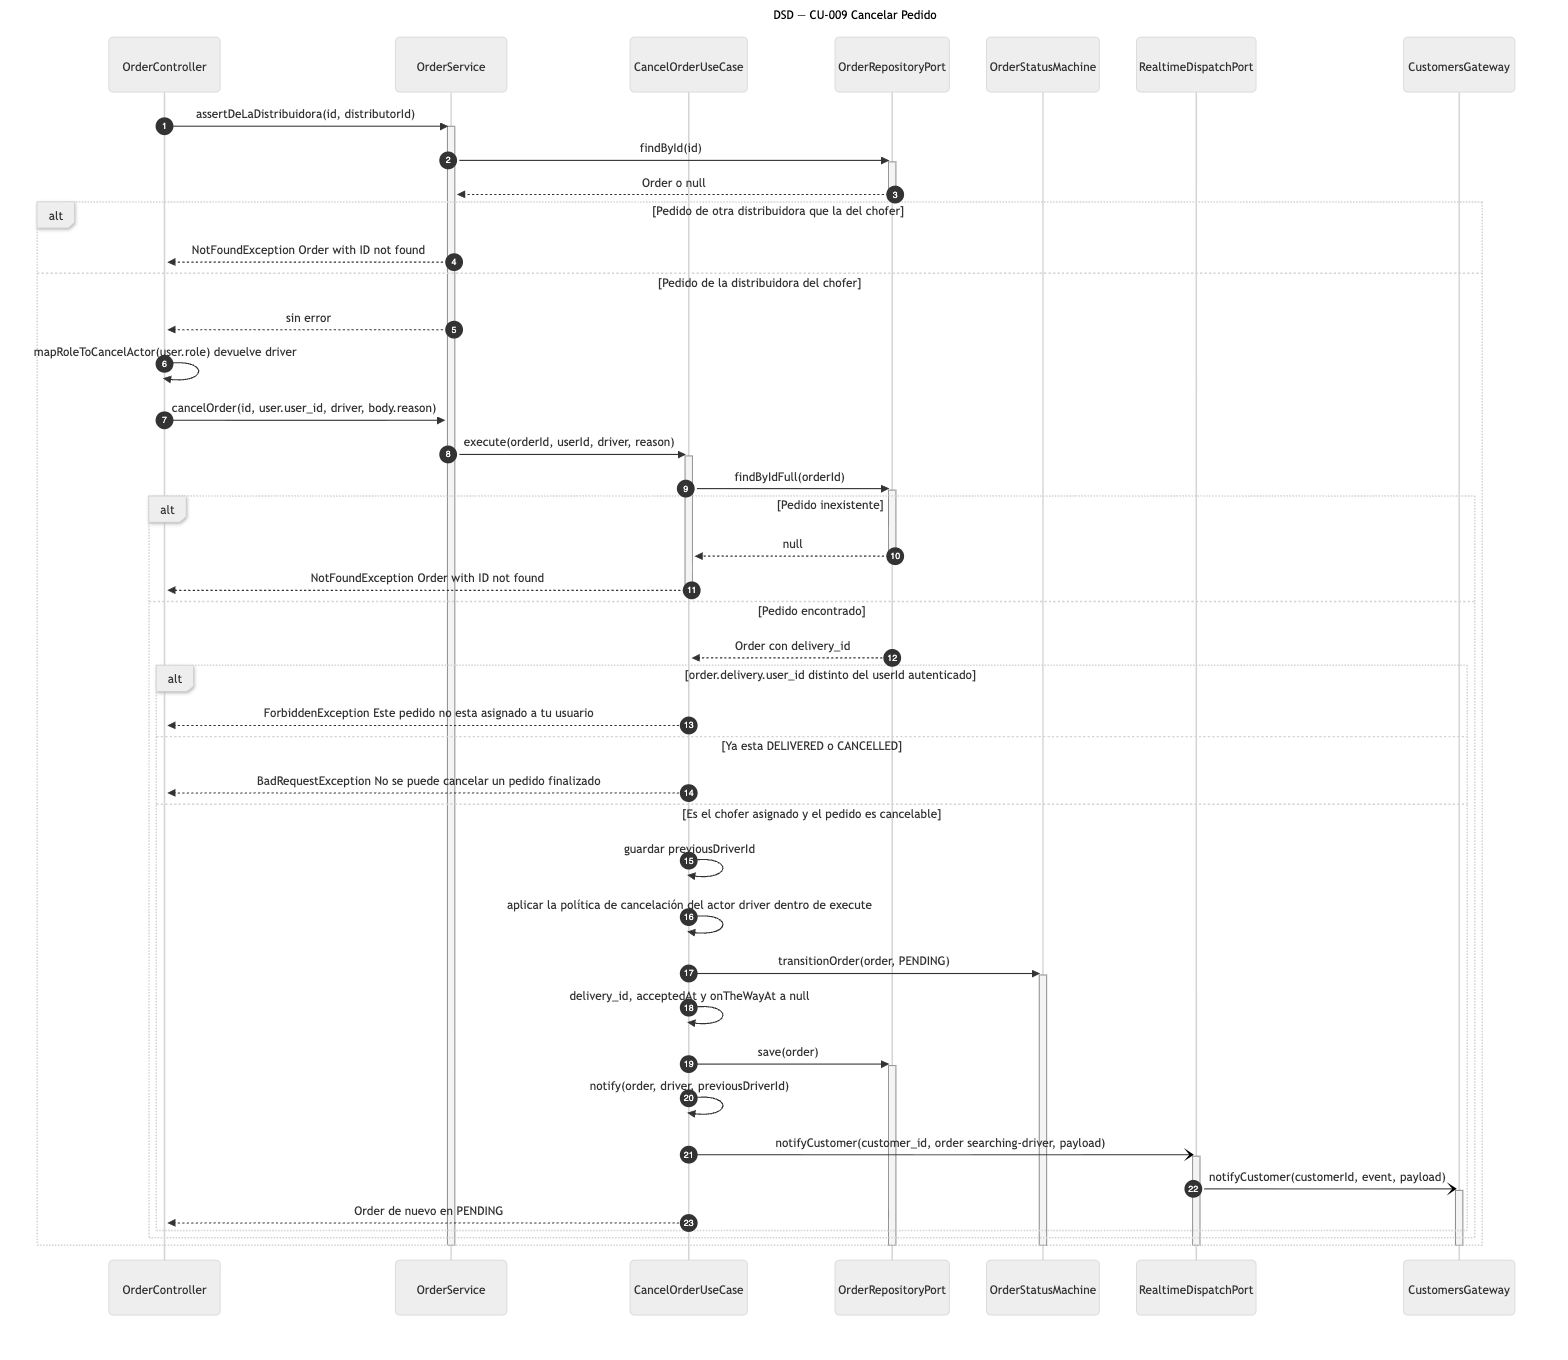 DSD — CU-009 Cancelar Pedido
OrderController
OrderService
CancelOrderUseCase
OrderRepositoryPort
OrderStatusMachine
RealtimeDispatchPort
CustomersGateway
assertDeLaDistribuidora(id, distributorId)
1
findById(id)
2
Order o null
3
alt
[Pedido de otra distribuidora que la del chofer]
NotFoundException Order with ID not found
4
[Pedido de la distribuidora del chofer]
sin error
5
mapRoleToCancelActor(user.role) devuelve driver
6
cancelOrder(id, user.user_id, driver, body.reason)
7
execute(orderId, userId, driver, reason)
8
findByIdFull(orderId)
9
alt
[Pedido inexistente]
null
10
NotFoundException Order with ID not found
11
[Pedido encontrado]
Order con delivery_id
12
alt
[order.delivery.user_id distinto del userId autenticado]
ForbiddenException Este pedido no esta asignado a tu usuario
13
[Ya esta DELIVERED o CANCELLED]
BadRequestException No se puede cancelar un pedido finalizado
14
[Es el chofer asignado y el pedido es cancelable]
guardar previousDriverId
15
aplicar la política de cancelación del actor driver dentro de execute
16
transitionOrder(order, PENDING)
17
delivery_id, acceptedAt y onTheWayAt a null
18
save(order)
19
notify(order, driver, previousDriverId)
20
notifyCustomer(customer_id, order searching-driver, payload)
21
notifyCustomer(customerId, event, payload)
22
Order de nuevo en PENDING
23
OrderController
OrderService
CancelOrderUseCase
OrderRepositoryPort
OrderStatusMachine
RealtimeDispatchPort
CustomersGateway